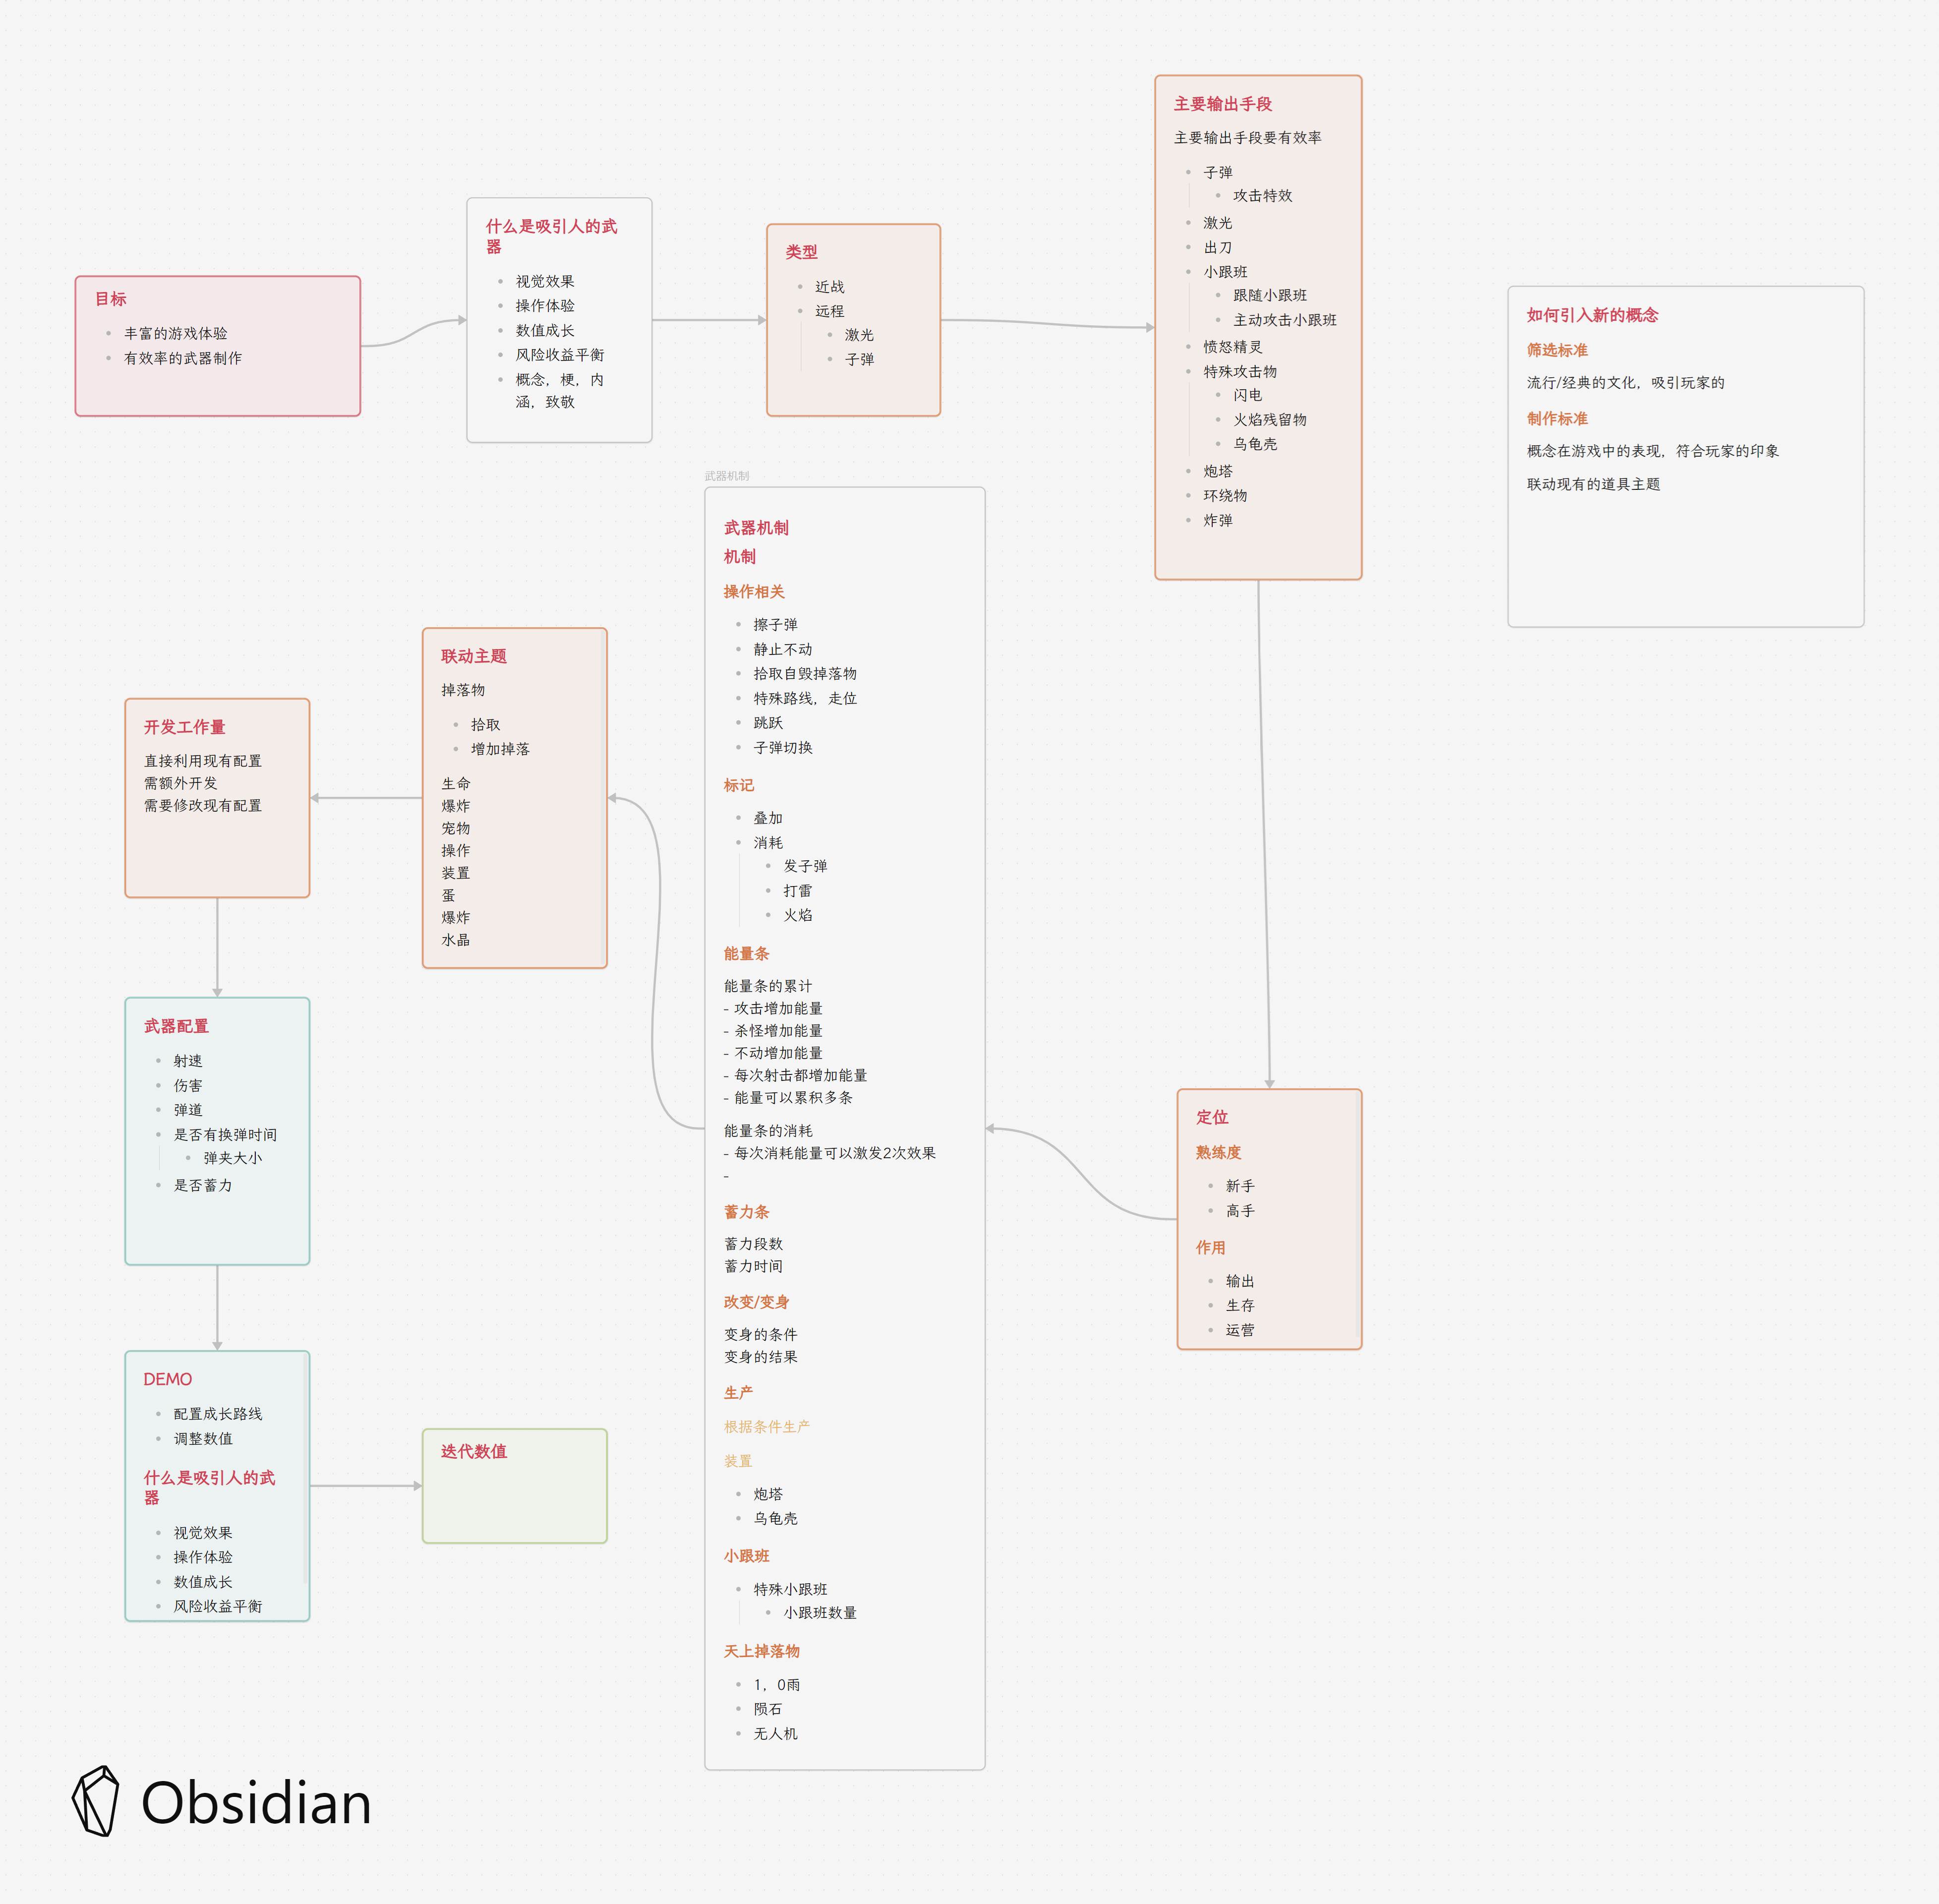 目标
丰富的游戏体验
有效率的武器制作
什么是吸引人的武
器
视觉效果
操作体验
数值成长
风险收益平衡
概念，梗，内
涵，致敬
类型
近战
远程
激光
子弹
主要输出手段
主要输出手段要有效率
子弹
攻击特效
激光
出刀
小跟班
跟随小跟班
主动攻击小跟班
愤怒精灵
特殊攻击物
闪电
火焰残留物
乌龟壳
炮塔
环绕物
炸弹
如何引入新的概念
筛选标准
流行/经典的文化，吸引玩家的
制作标准
概念在游戏中的表现，符合玩家的印象
联动现有的道具主题
定位
熟练度
新手
高手
作用
输出
生存
运营
武器机制
武器机制
机制
操作相关
擦子弹
静止不动
拾取自毁掉落物
特殊路线，走位
跳跃
子弹切换
标记
叠加
消耗
发子弹
打雷
火焰
能量条
能量条的累计
- 攻击增加能量
- 杀怪增加能量
- 不动增加能量
- 每次射击都增加能量
- 能量可以累积多条
能量条的消耗
- 每次消耗能量可以激发2次效果
-
蓄力条
蓄力段数
蓄力时间
改变/变身
变身的条件
变身的结果
生产
根据条件生产
装置
炮塔
乌龟壳
小跟班
特殊小跟班
小跟班数量
天上掉落物
1，0雨
陨石
无人机
联动主题
掉落物
拾取
增加掉落
生命
爆炸
宠物
操作
装置
蛋
爆炸
水晶
开发工作量
直接利用现有配置
需额外开发
需要修改现有配置
武器配置
射速
伤害
弹道
是否有换弹时间
弹夹大小
是否蓄力
DEMO
配置成长路线
调整数值
什么是吸引人的武
器
视觉效果
操作体验
数值成长
风险收益平衡
迭代数值
Obsidian